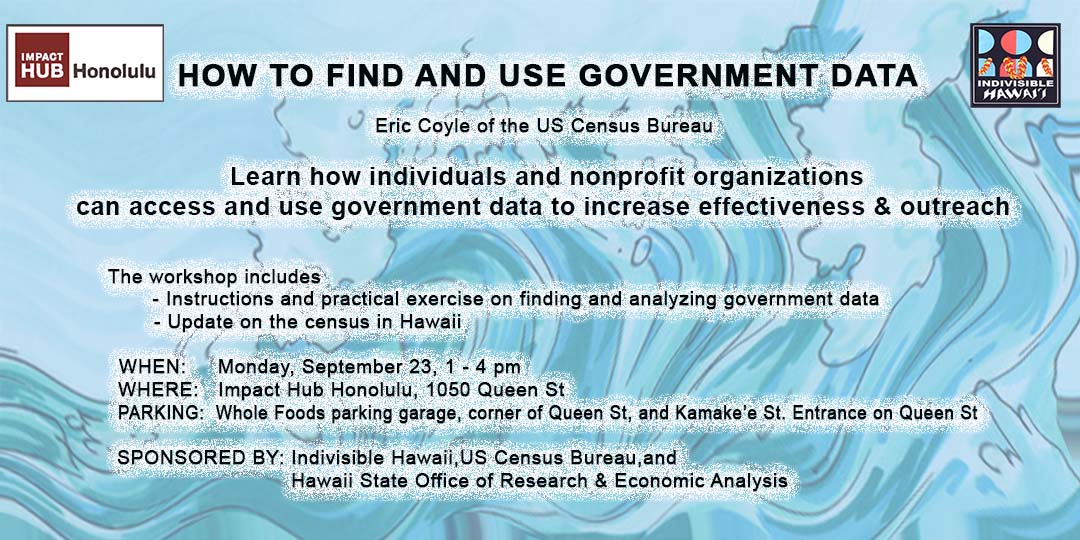 IMPACT
HUB Honolulu
HOW TO FIND AND USE GOVERNMENT DATA
INDIVISIBLE
HAWAI'I
Eric Coyle of the US Census Bureau
Learn how individuals and nonprofit organizations
can access and use government data to increase effectiveness & outreach
The workshop includes
- Instructions and practical exercise on finding and analyzing government data
- Update on the census in Hawaii
WHEN: Monday, September 23, 1 - 4 pm
WHERE: Impact Hub Honolulu, 1050 Queen St
PARKING: Whole Foods parking garage, corner of Queen St, and Kamake'e St. Entrance on Queen St
SPONSORED BY: Indivisible Hawaii,US Census Bureau,and
Hawaii State Office of Research & Economic Analysis